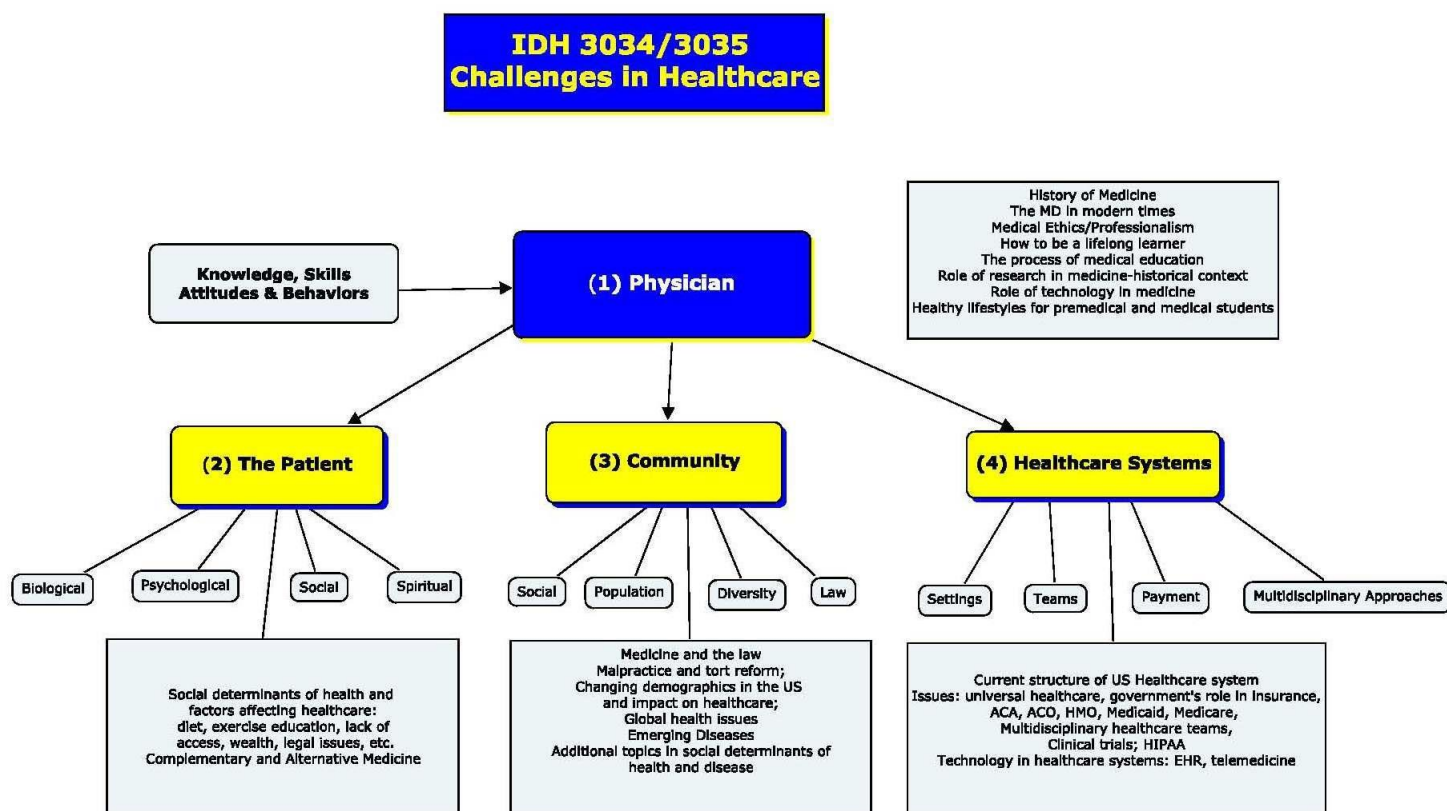 IDH 3034/3035
Challenges in Healthcare
History of Medicine
The MD in modern times
Medical Ethics/Professionalism
How to be a lifelong learner
The process of medical education
Role of research in medicine-historical context
Role of technology in medicine
Healthy lifestyles for premedical and medical students
Knowledge, Skills
Attitudes & Behaviors
(1) Physician
(2) The Patient
(3) Community
(4) Healthcare Systems
Biological
Psychological
Social
Spiritual
Social
Population
Diversity
Law
Settings
Teams
Payment
Multidisciplinary Approaches
Social determinants of health and
factors affecting healthcare:
diet, exercise education, lack of
access, wealth, legal issues, etc.
Complementary and Alternative Medicine
Medicine and the law
Malpractice and tort reform;
Changing demographics in the US
and impact on healthcare;
Global health issues
Emerging Diseases
Additional topics in social determinants of
health and disease
Current structure of US Healthcare system
Issues: universal healthcare, government's role in insurance,
ACA, ACO, HMO, Medicaid, Medicare,
Multidisciplinary healthcare teams,
Clinical trials; HIPAA
Technology in healthcare systems: EHR, telemedicine